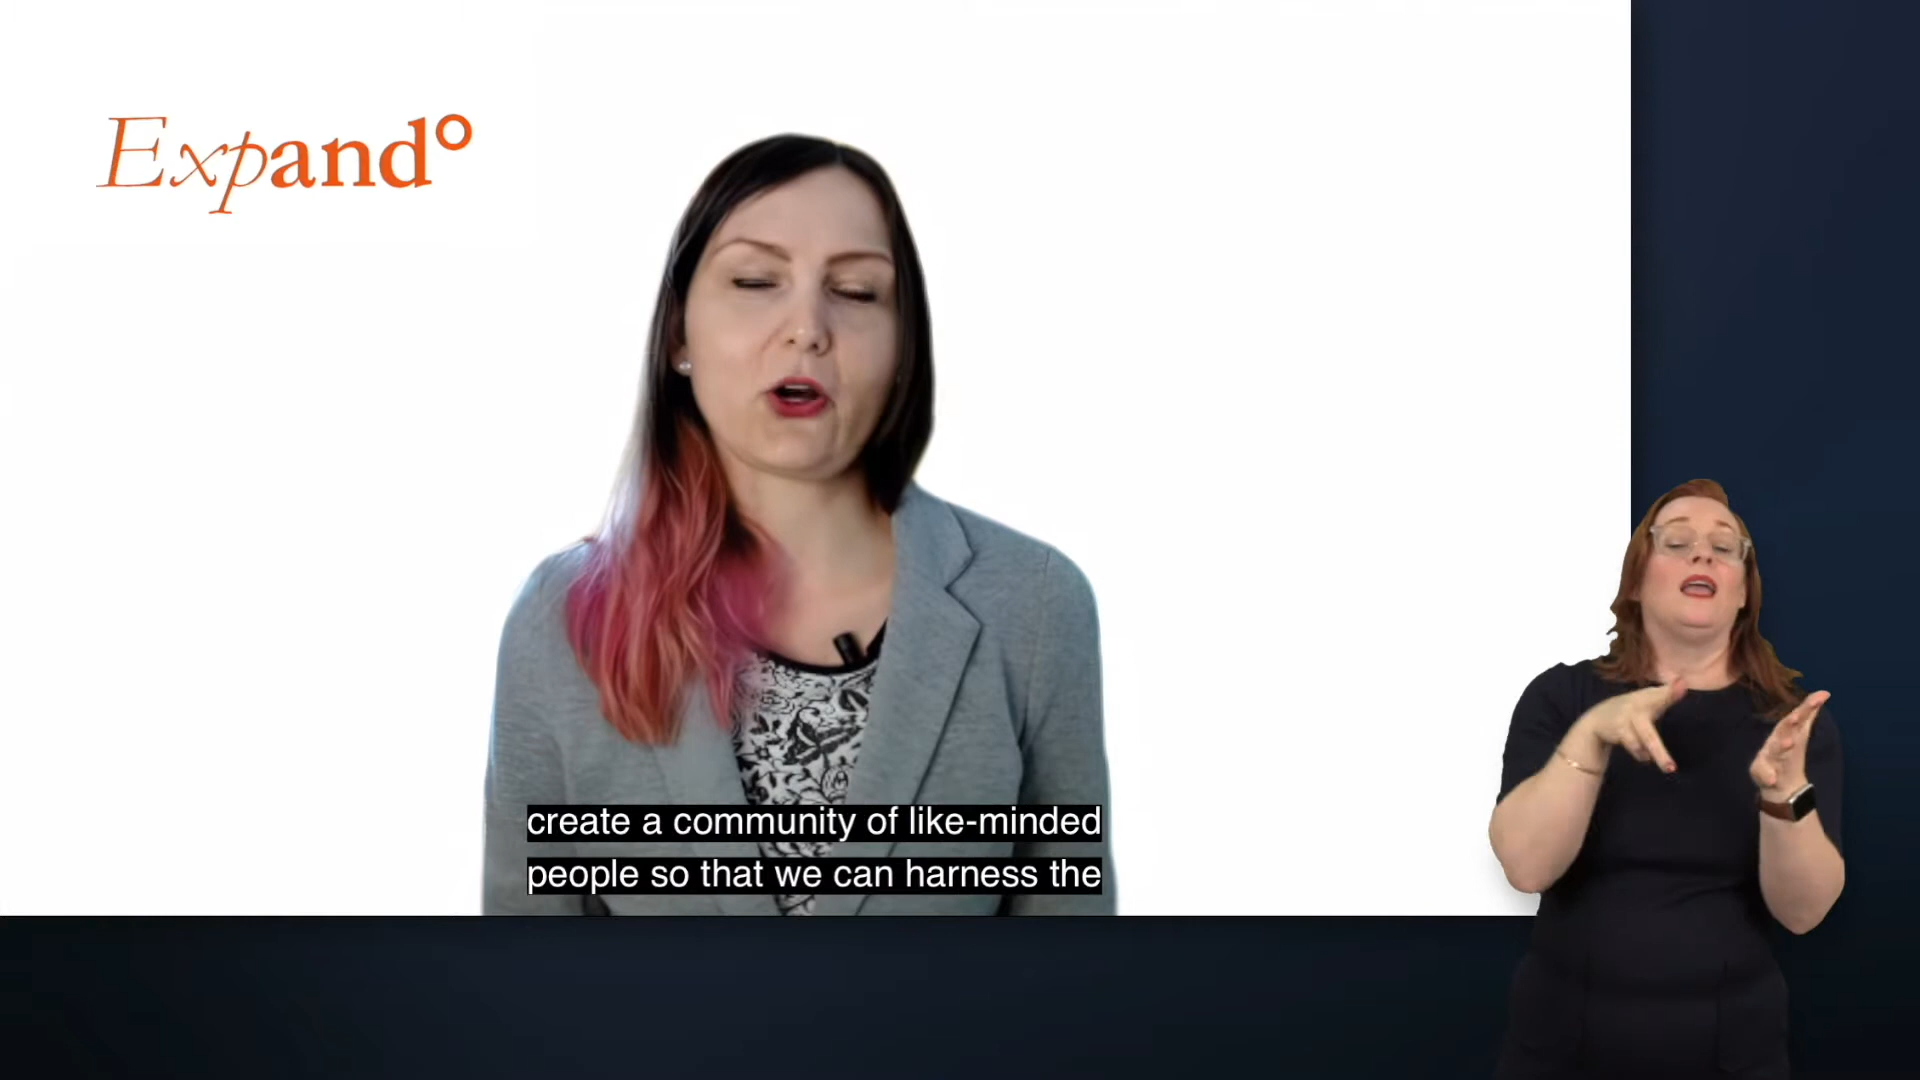 Expand°
create a community of like-minded
people so that we can harness the